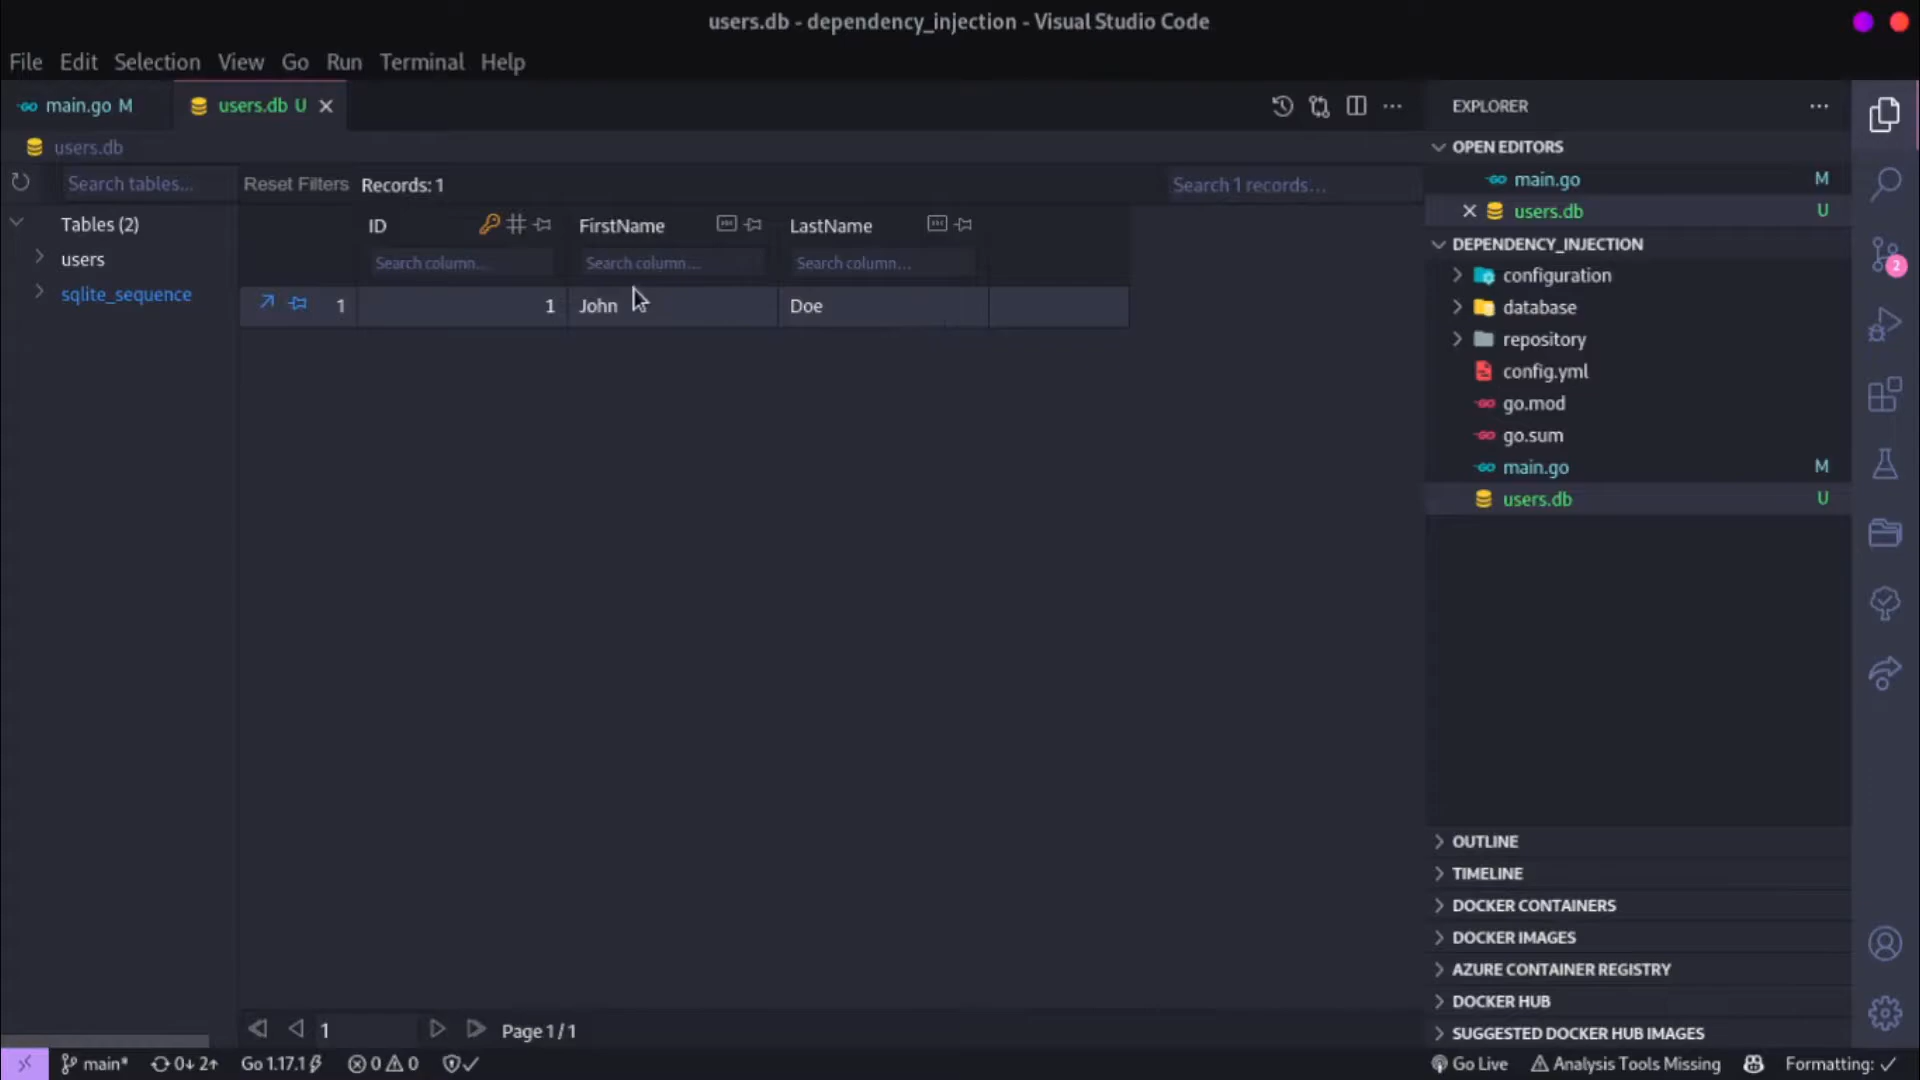 users.db - dependency_injection - Visual Studio Code
File Edit Selection View Go Run Terminal Help
main.go M
users.db U
users.db
Search tables...
Reset Filters Records: 1
Search 1 records...
Tables (2)
users
sqlite_sequence
ID FirstName LastName
Search column... Search column... Search column...
1 1 John Doe
1 Page 1 / 1
EXPLORER
OPEN EDITORS
main.go M
users.db U
DEPENDENCY_INJECTION
configuration
database
repository
config.yml
go.mod
go.sum
main.go M
users.db U
OUTLINE
TIMELINE
DOCKER CONTAINERS
DOCKER IMAGES
AZURE CONTAINER REGISTRY
DOCKER HUB
SUGGESTED DOCKER HUB IMAGES
2
main* 0↓ 2↑ Go 1.17.1 0 0 Go Live Analysis Tools Missing Formatting: ✓